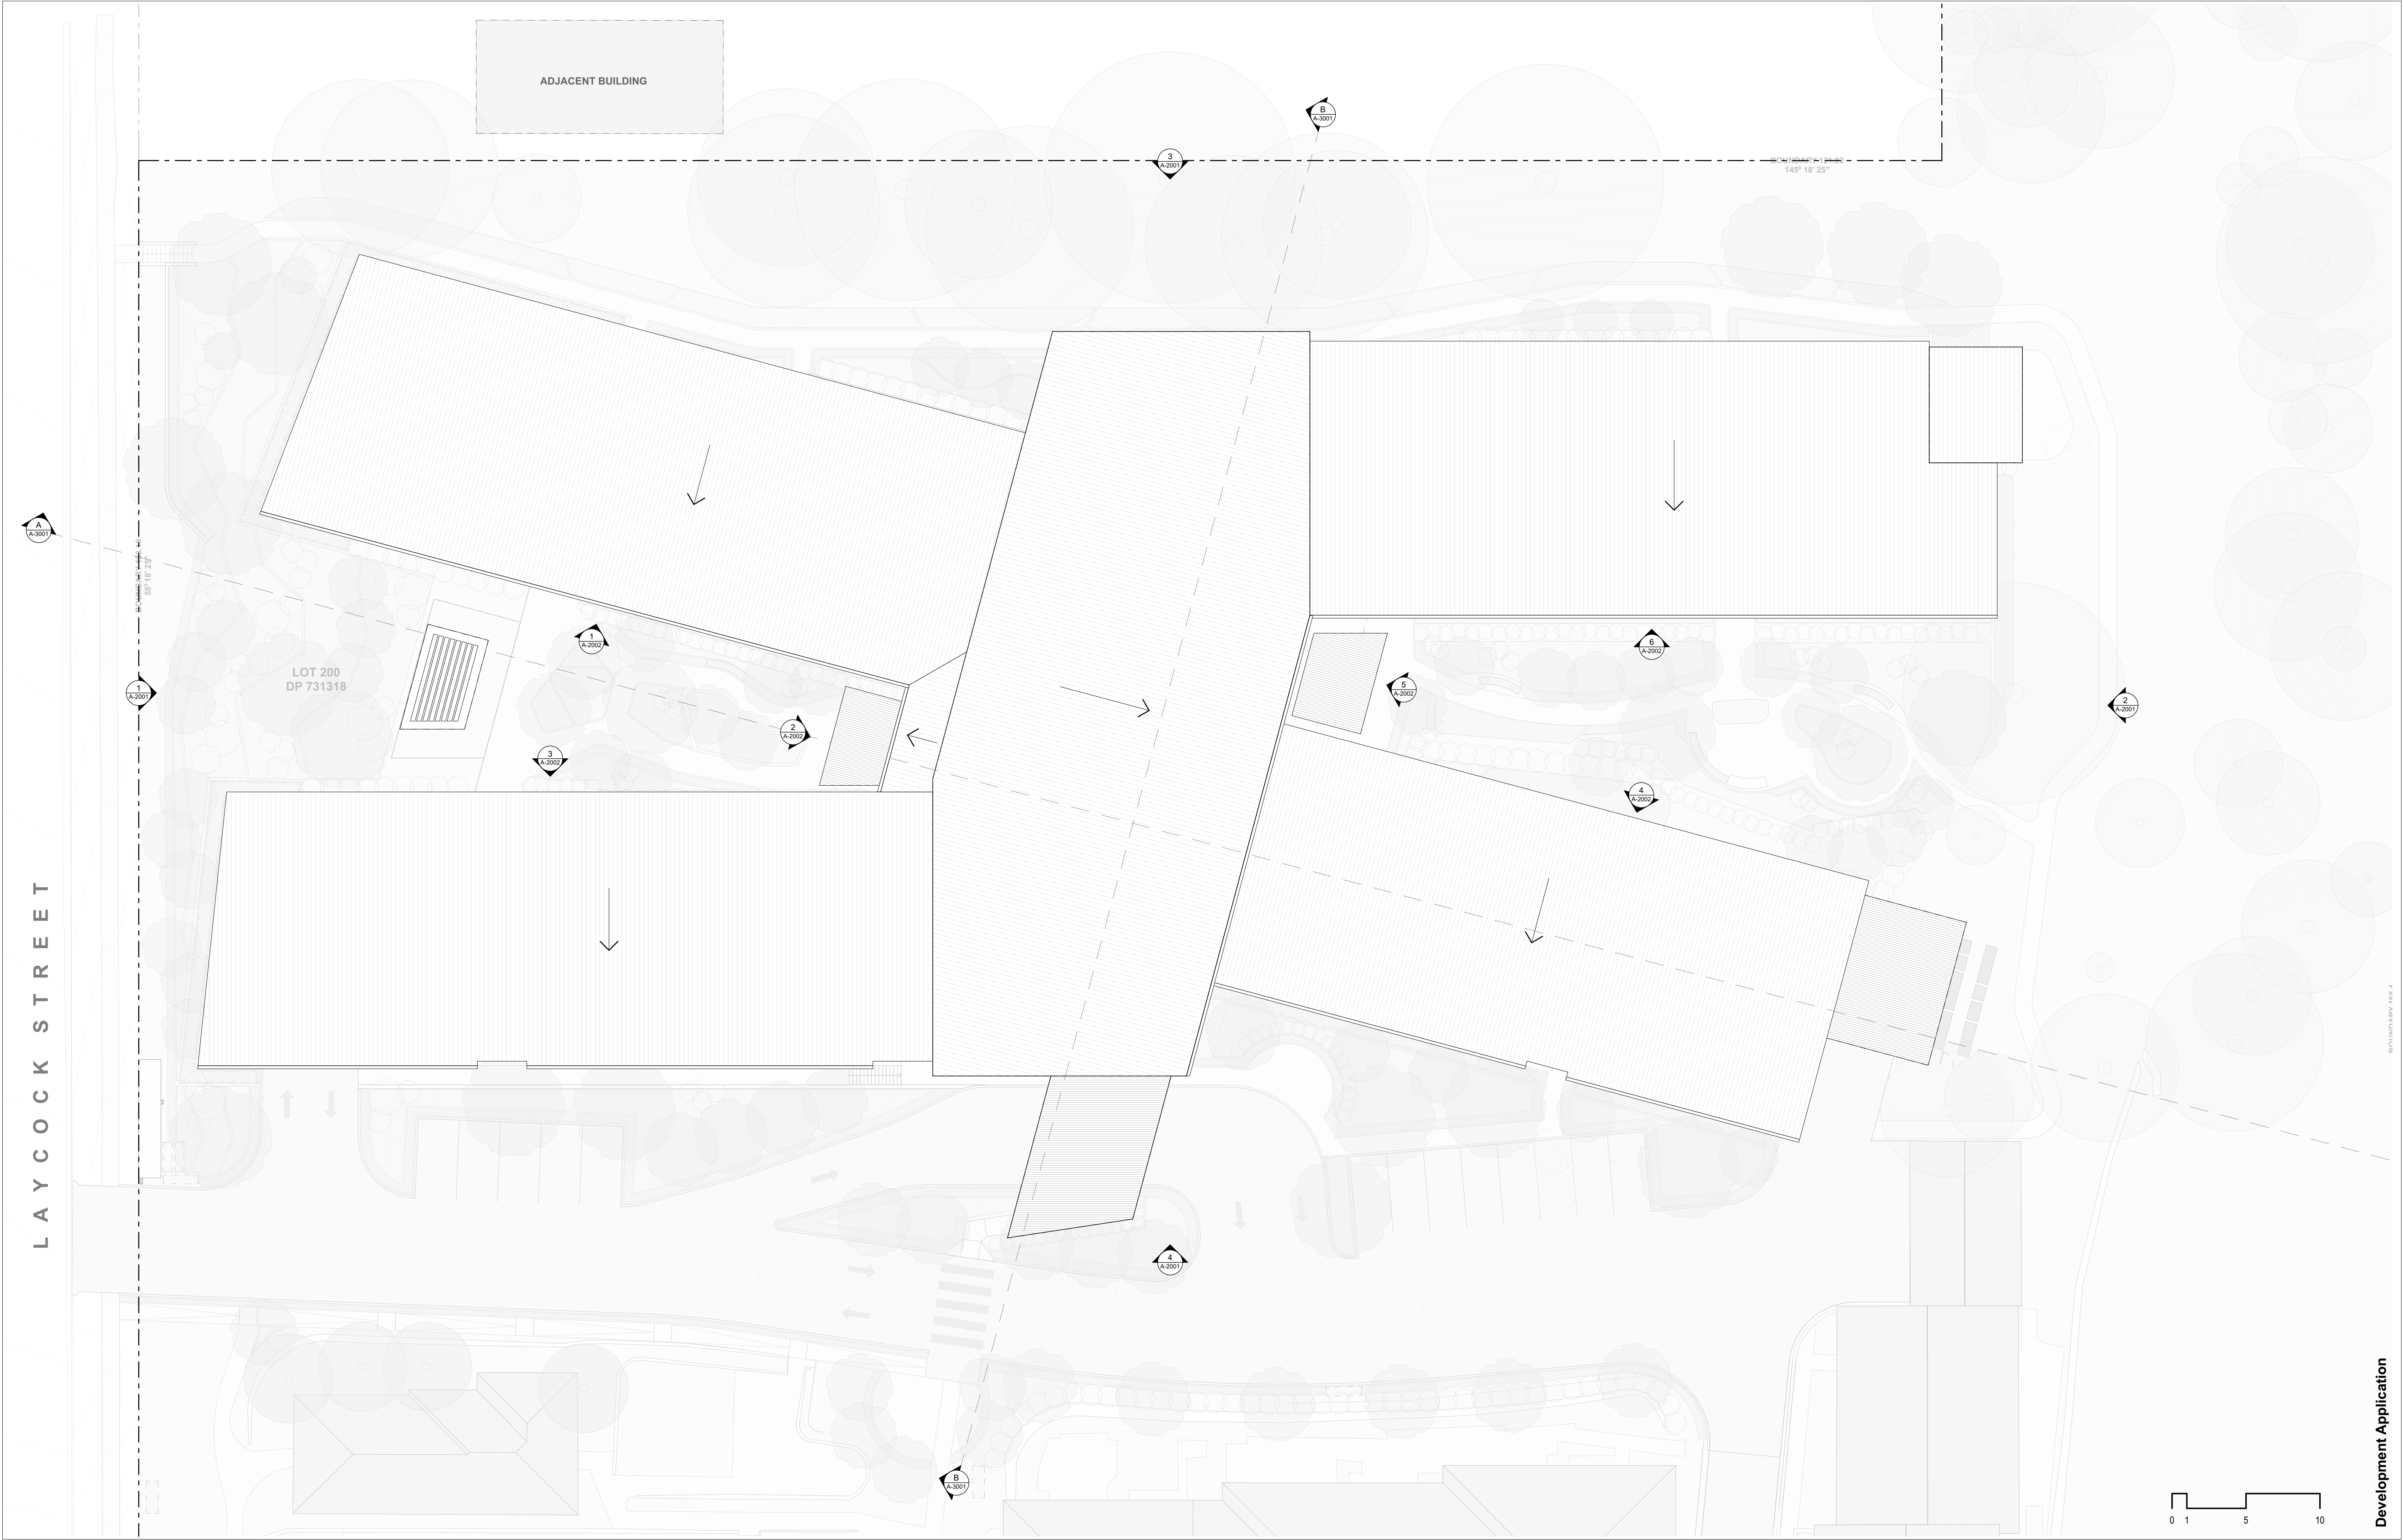 ADJACENT BUILDING
B
A-3001
3
A-2001
145° 18' 25"
A
A-3001
55° 18' 25"
1
A-2002
6
A-2002
LOT 200
DP 731318
1
A-2001
5
A-2002
2
A-2001
2
A-2002
3
A-2002
4
A-2002
LAYCOCK STREET
4
A-2001
B
A-3001
0 1 5 10
Development Application